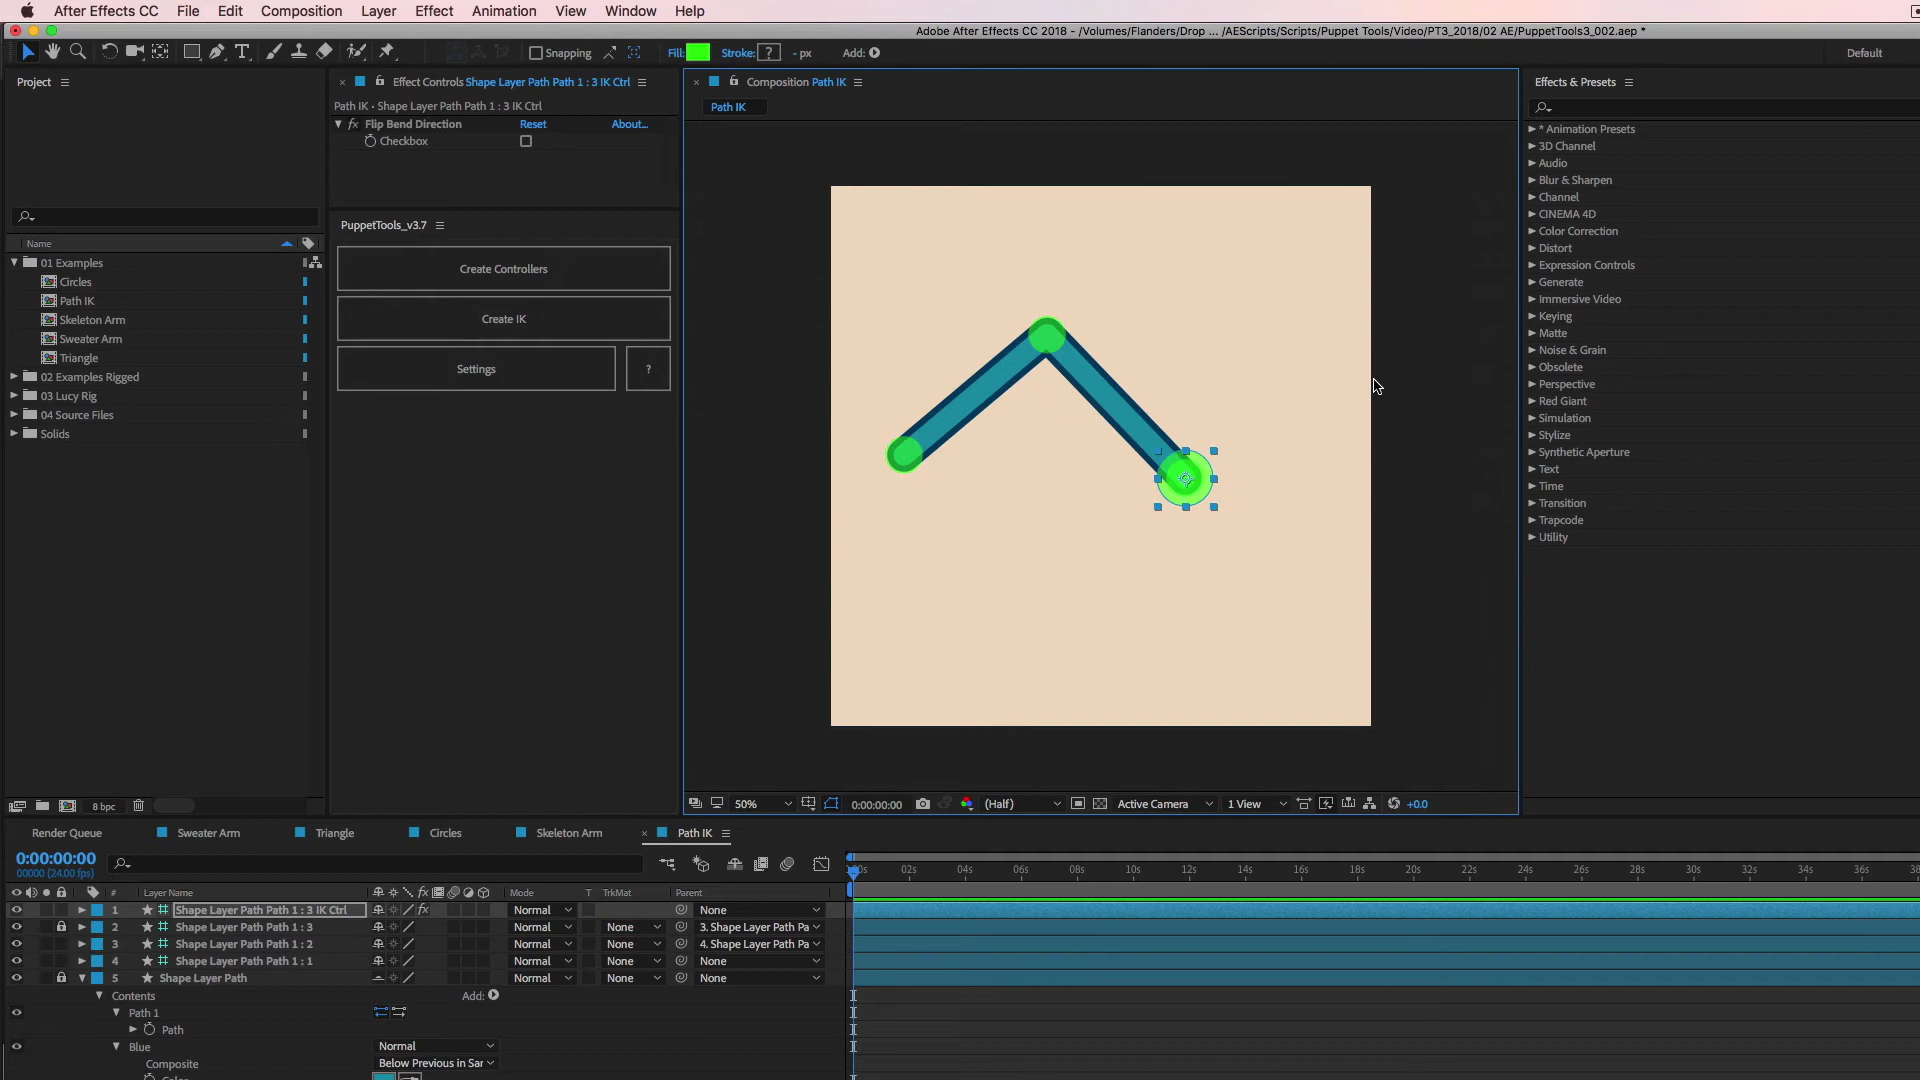 After Effects CC File Edit Composition Layer Effect Animation View Window Help
Adobe After Effects CC 2018 - /Volumes/Flanders/Drop ... /AEScripts/Scripts/Puppet Tools/Video/PT3_2018/02 AE/PuppetTools3_002.aep *
Snapping Fill: Stroke: ? - px Add: Default
Project
Effect Controls Shape Layer Path Path 1 : 3 IK Ctrl
Path IK · Shape Layer Path Path 1 : 3 IK Ctrl
fx Flip Bend Direction Reset About...
Checkbox
PuppetTools_v3.7
Create Controllers
Create IK
Settings ?
Name
01 Examples
Circles
Path IK
Skeleton Arm
Sweater Arm
Triangle
02 Examples Rigged
03 Lucy Rig
04 Source Files
Solids
8 bpc
Composition Path IK
Path IK
50% 0:00:00:00 (Half) Active Camera 1 View +0.0
Effects & Presets
* Animation Presets
3D Channel
Audio
Blur & Sharpen
Channel
CINEMA 4D
Color Correction
Distort
Expression Controls
Generate
Immersive Video
Keying
Matte
Noise & Grain
Obsolete
Perspective
Red Giant
Simulation
Stylize
Synthetic Aperture
Text
Time
Transition
Trapcode
Utility
Render Queue Sweater Arm Triangle Circles Skeleton Arm Path IK
0:00:00:00
00000 (24.00 fps)
02s 04s 06s 08s 10s 12s 14s 16s 18s 20s 22s 24s 26s 28s 30s 32s 34s 36s 38s
# Layer Name fx Mode T TrkMat Parent
1 Shape Layer Path Path 1 : 3 IK Ctrl fx Normal None
2 Shape Layer Path Path 1 : 3 Normal None 3. Shape Layer Path Pa
3 Shape Layer Path Path 1 : 2 Normal None 4. Shape Layer Path Pa
4 Shape Layer Path Path 1 : 1 Normal None None
5 Shape Layer Path Normal None None
Contents Add:
Path 1
Path
Blue Normal
Composite Below Previous in Sar